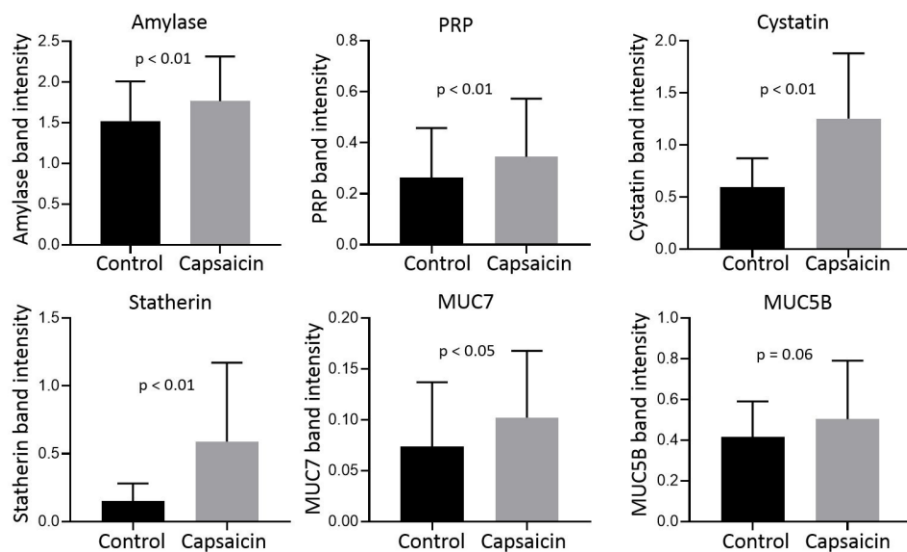 Amylase
Amylase band intensity
2.5
2.0
1.5
1.0
0.5
0.0
p < 0.01
Control Capsaicin
PRP
PRP band intensity
0.8
0.6
0.4
0.2
0.0
p < 0.01
Control Capsaicin
Cystatin
Cystatin band intensity
2.0
1.5
1.0
0.5
0.0
p < 0.01
Control Capsaicin
Statherin
Statherin band intensity
1.5
1.0
0.5
0.0
p < 0.01
Control Capsaicin
MUC7
MUC7 band intensity
0.20
0.15
0.10
0.05
0.00
p < 0.05
Control Capsaicin
MUC5B
MUC5B band intensity
1.0
0.8
0.6
0.4
0.2
0.0
p = 0.06
Control Capsaicin